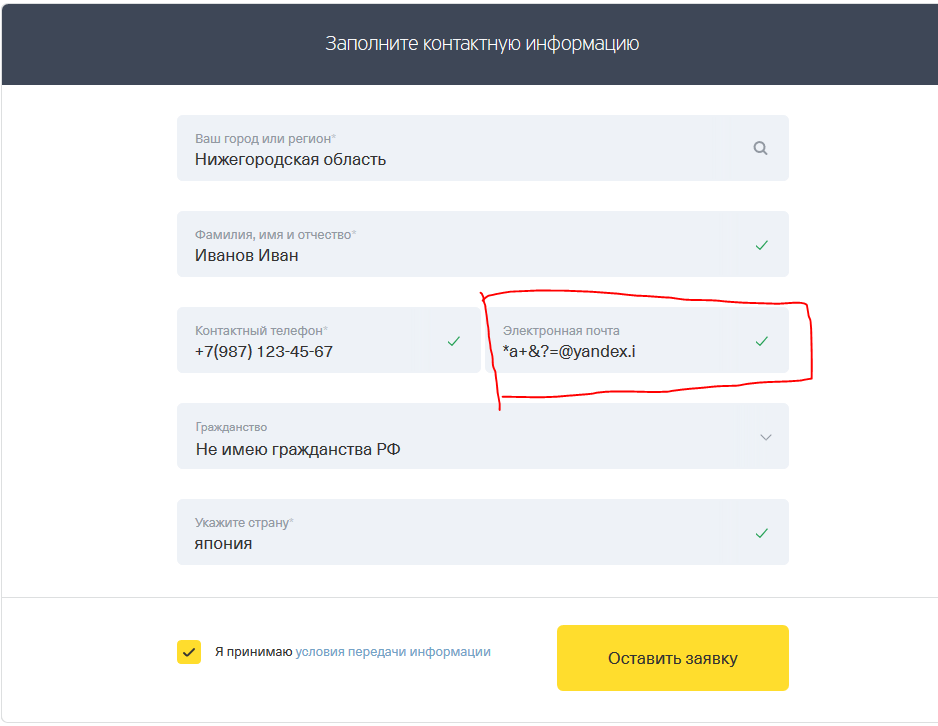 Заполните контактную информацию
Ваш город или регион*
Нижегородская область
Фамилия, имя и отчество*
Иванов Иван
Контактный телефон*
+7(987) 123-45-67
Электронная почта
*a+&?=@yandex.i
Гражданство
Не имею гражданства РФ
Укажите страну*
япония
Я принимаю условия передачи информации
Оставить заявку